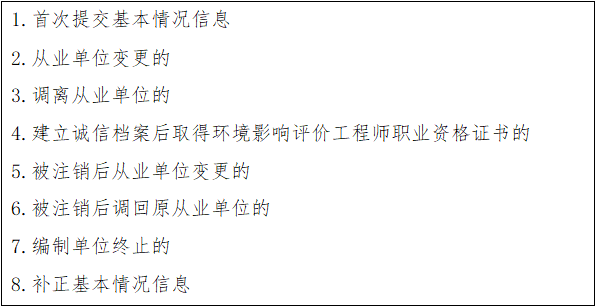 1.首次提交基本情况信息
2.从业单位变更的
3.调离从业单位的
4.建立诚信档案后取得环境影响评价工程师职业资格证书的
5.被注销后从业单位变更的
6.被注销后调回原从业单位的
7.编制单位终止的
8.补正基本情况信息